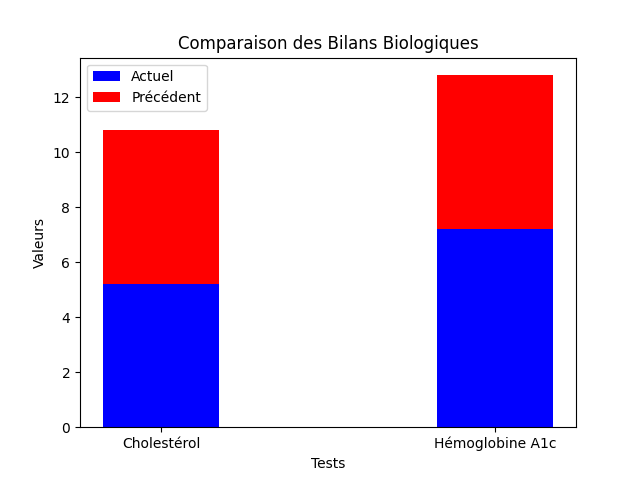 Comparaison des Bilans Biologiques
Actuel
Précédent
12
10
8
6
4
2
0
Valeurs
Cholestérol
Hémoglobine A1c
Tests